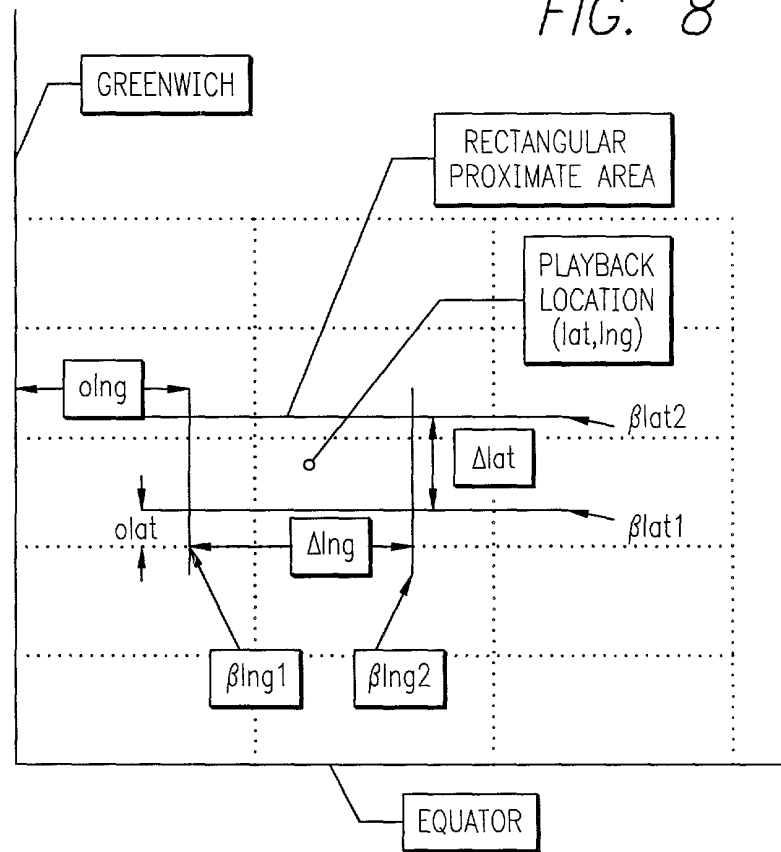 FIG. 8
GREENWICH
RECTANGULAR
PROXIMATE AREA
PLAYBACK
LOCATION
(lat,lng)
olng
βlat2
Δlat
olat
Δlng
βlat1
βlng1
βlng2
EQUATOR